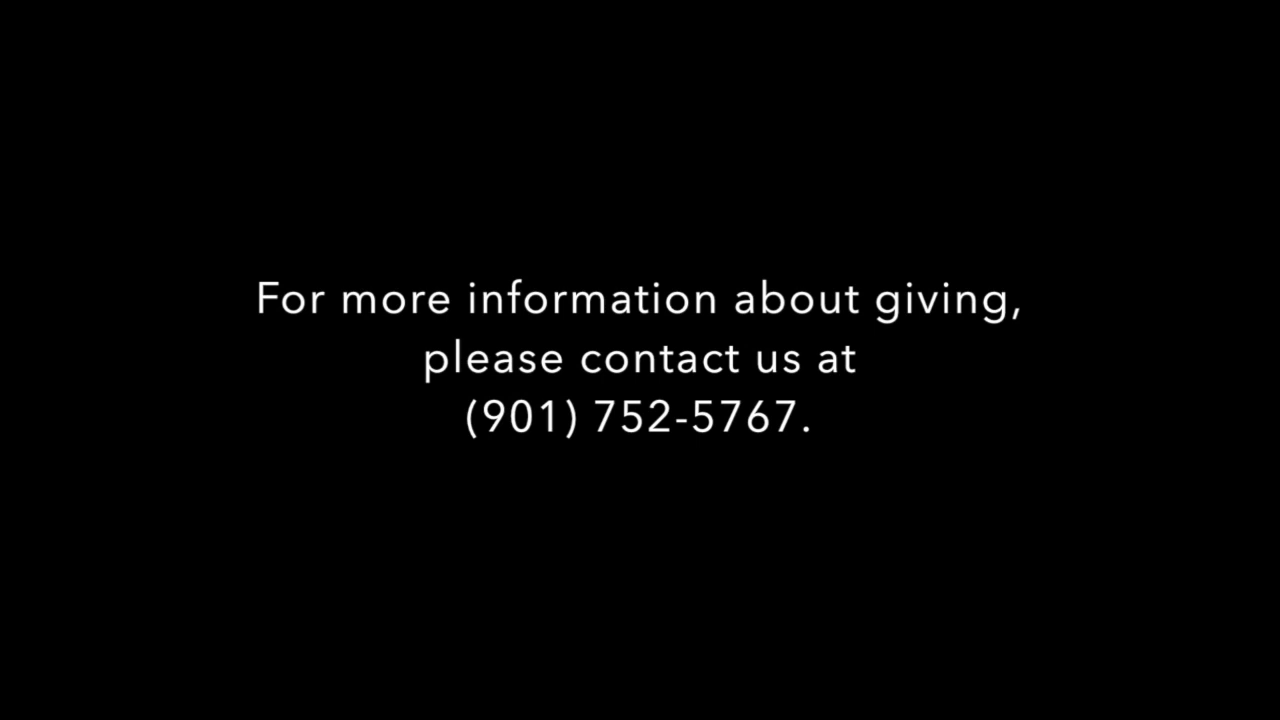 For more information about giving,
please contact us at
(901) 752-5767.